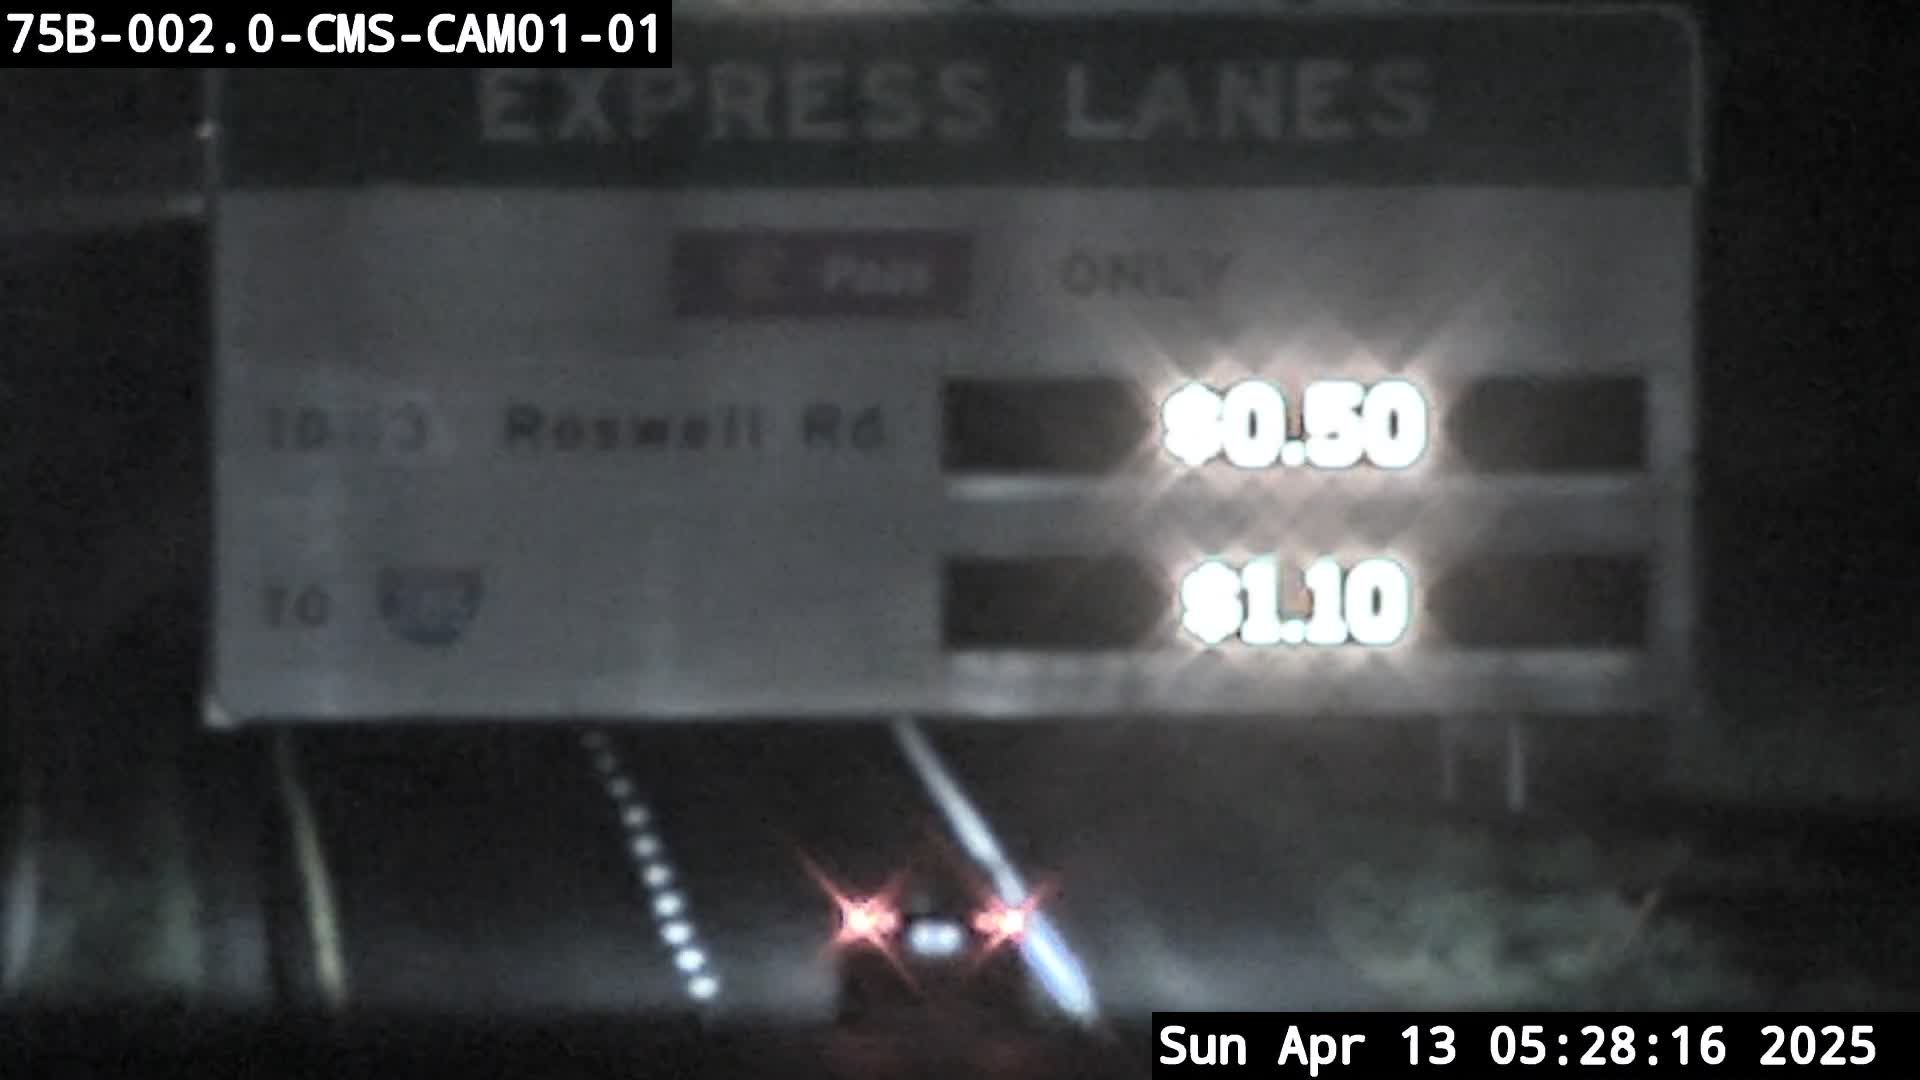 75B-002.0-CMS-CAM01-01
EXPRESS LANES
Pass ONLY
Roswell Rd $0.50
TO $1.10
Sun Apr 13 05:28:16 2025